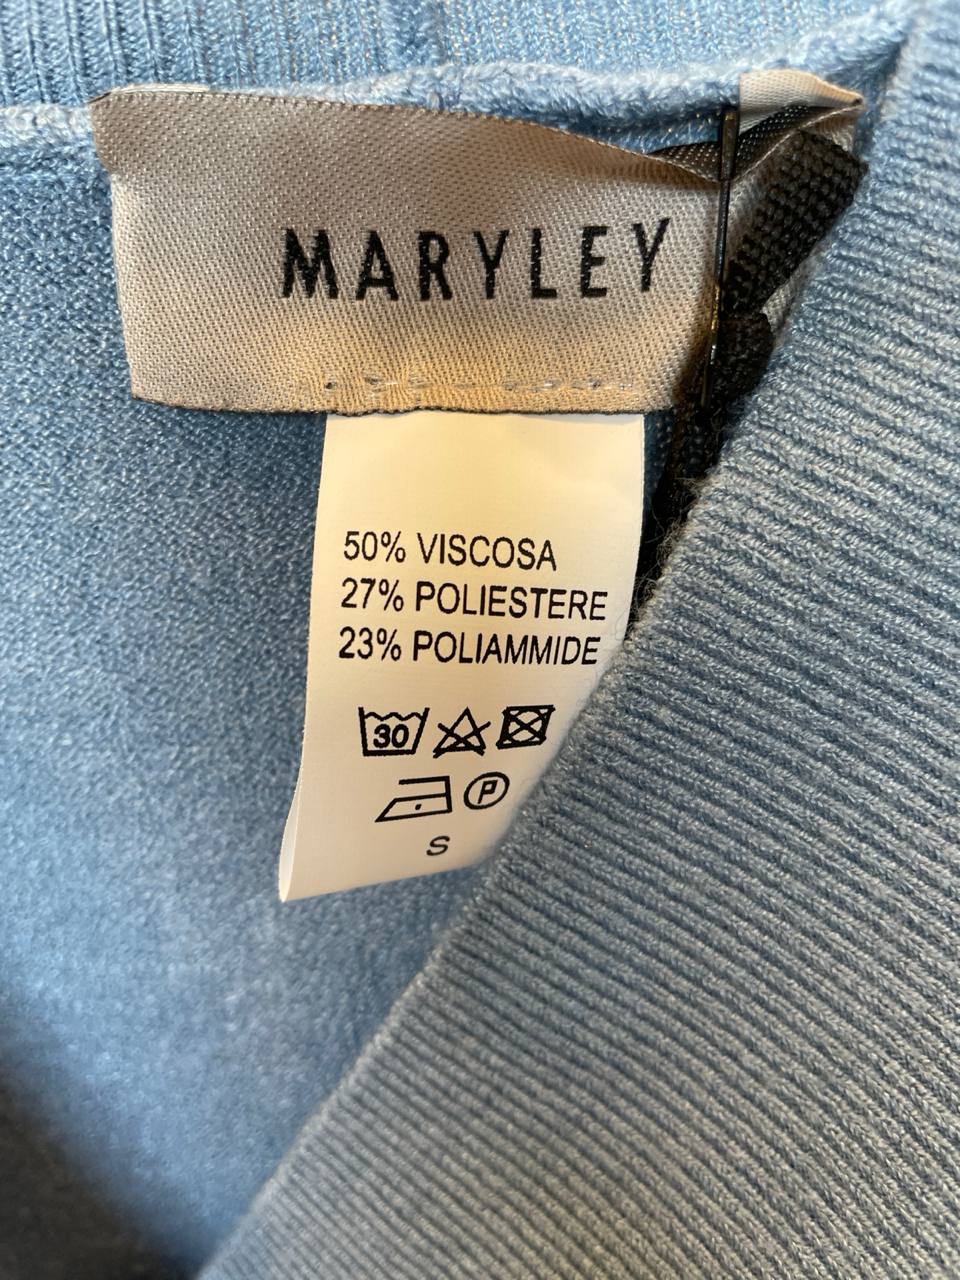 MARYLEY
50% VISCOSA
27% POLIESTERE
23% POLIAMMIDE
30
P
S